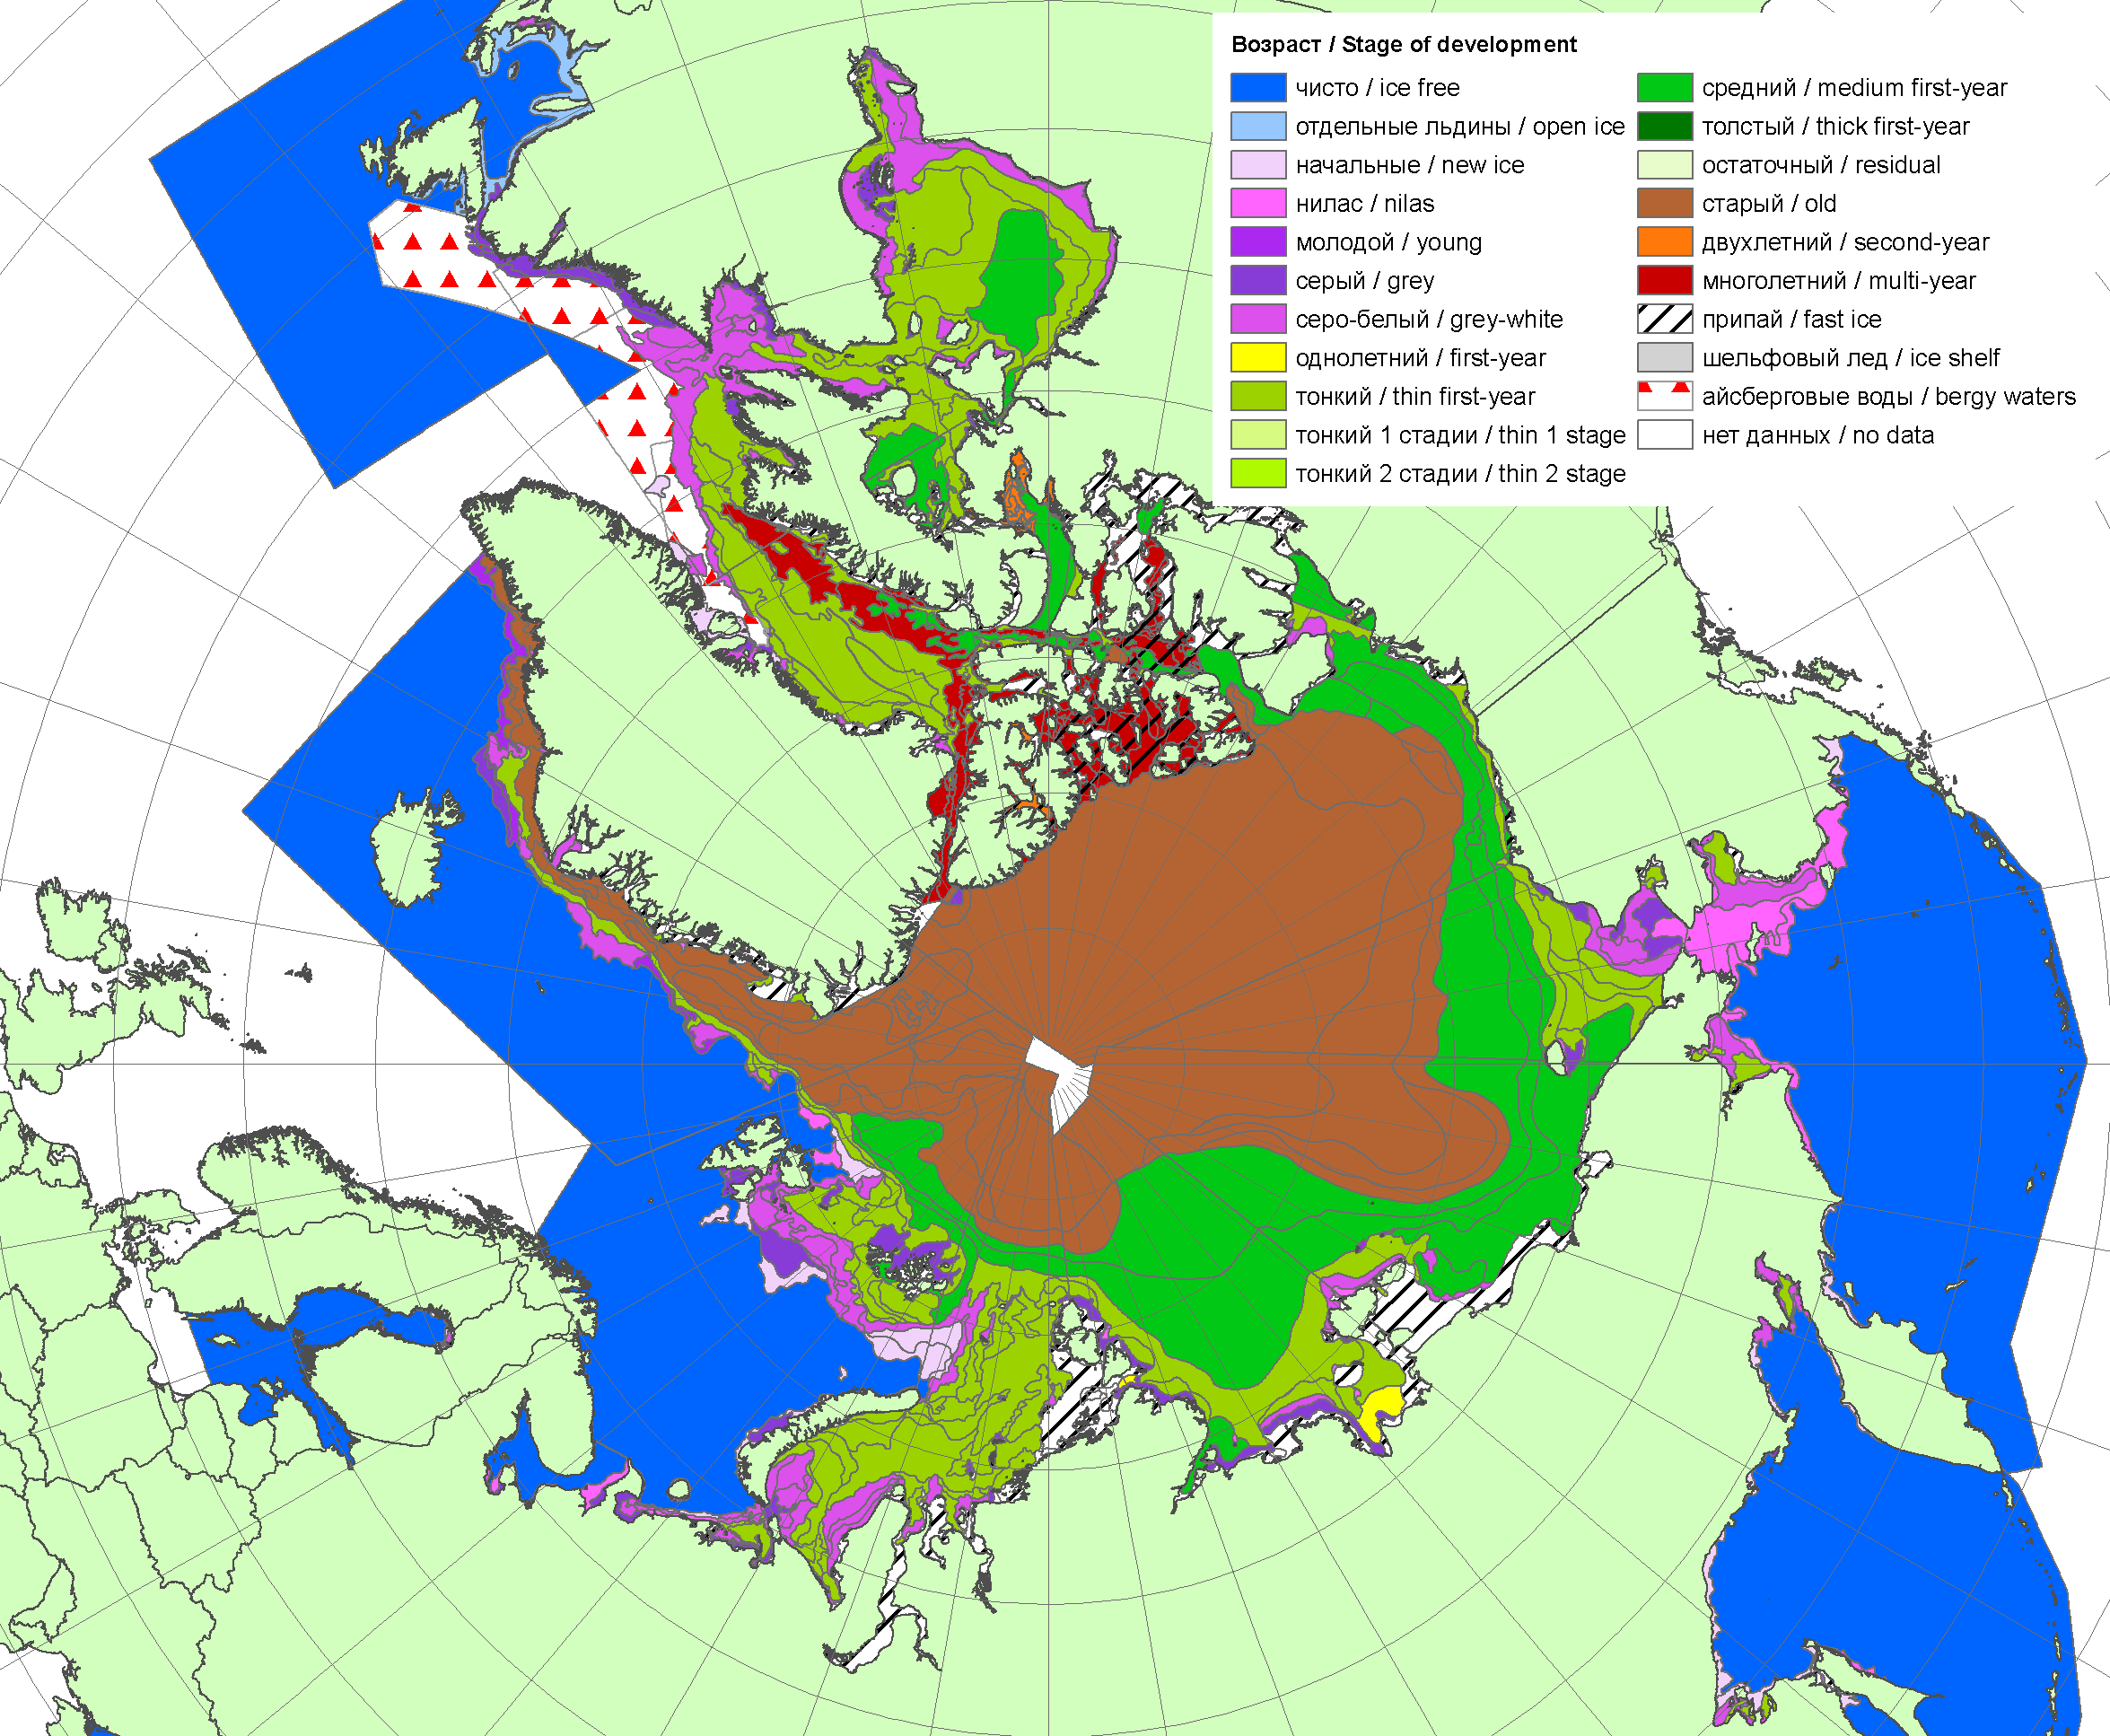 Возраст / Stage of development
чисто / ice free
отдельные льдины / open ice
начальные / new ice
нилас / nilas
молодой / young
серый / grey
серо-белый / grey-white
однолетний / first-year
тонкий / thin first-year
тонкий 1 стадии / thin 1 stage
тонкий 2 стадии / thin 2 stage
средний / medium first-year
толстый / thick first-year
остаточный / residual
старый / old
двухлетний / second-year
многолетний / multi-year
припай / fast ice
шельфовый лед / ice shelf
айсберговые воды / bergy waters
нет данных / no data